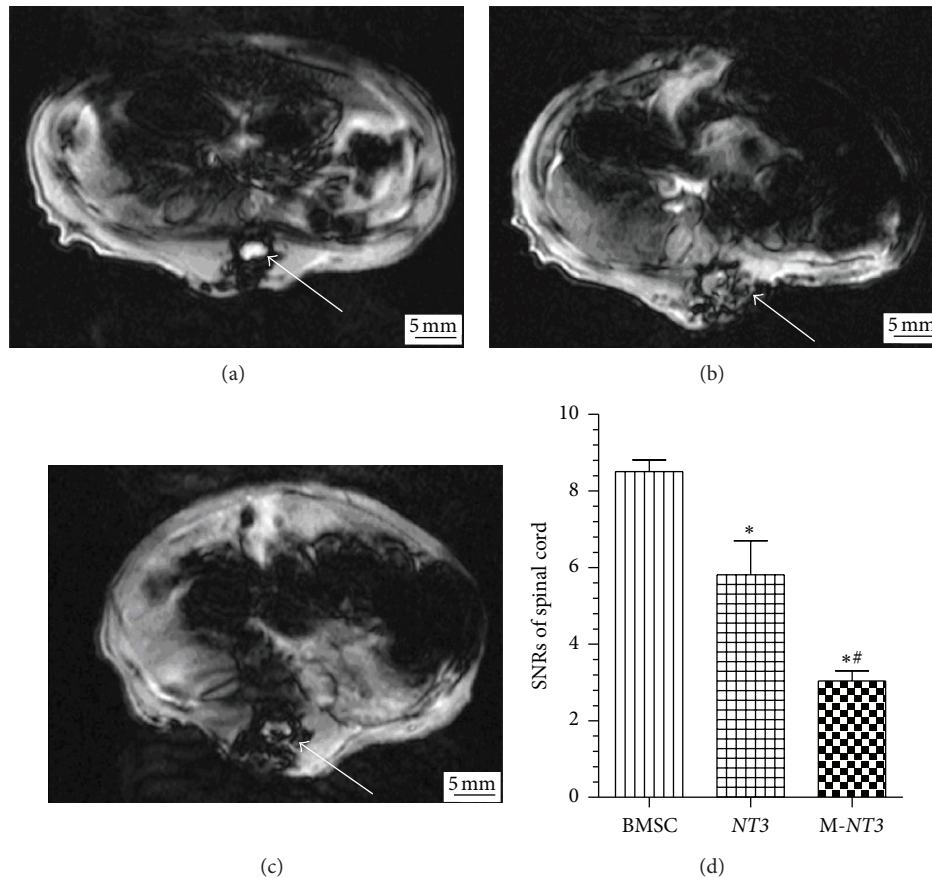 5 mm
5 mm
(a)
(b)
5 mm
(c)
SNRs of spinal cord
10
8
6
4
2
0
*
*#
BMSC NT3 M-NT3
(d)